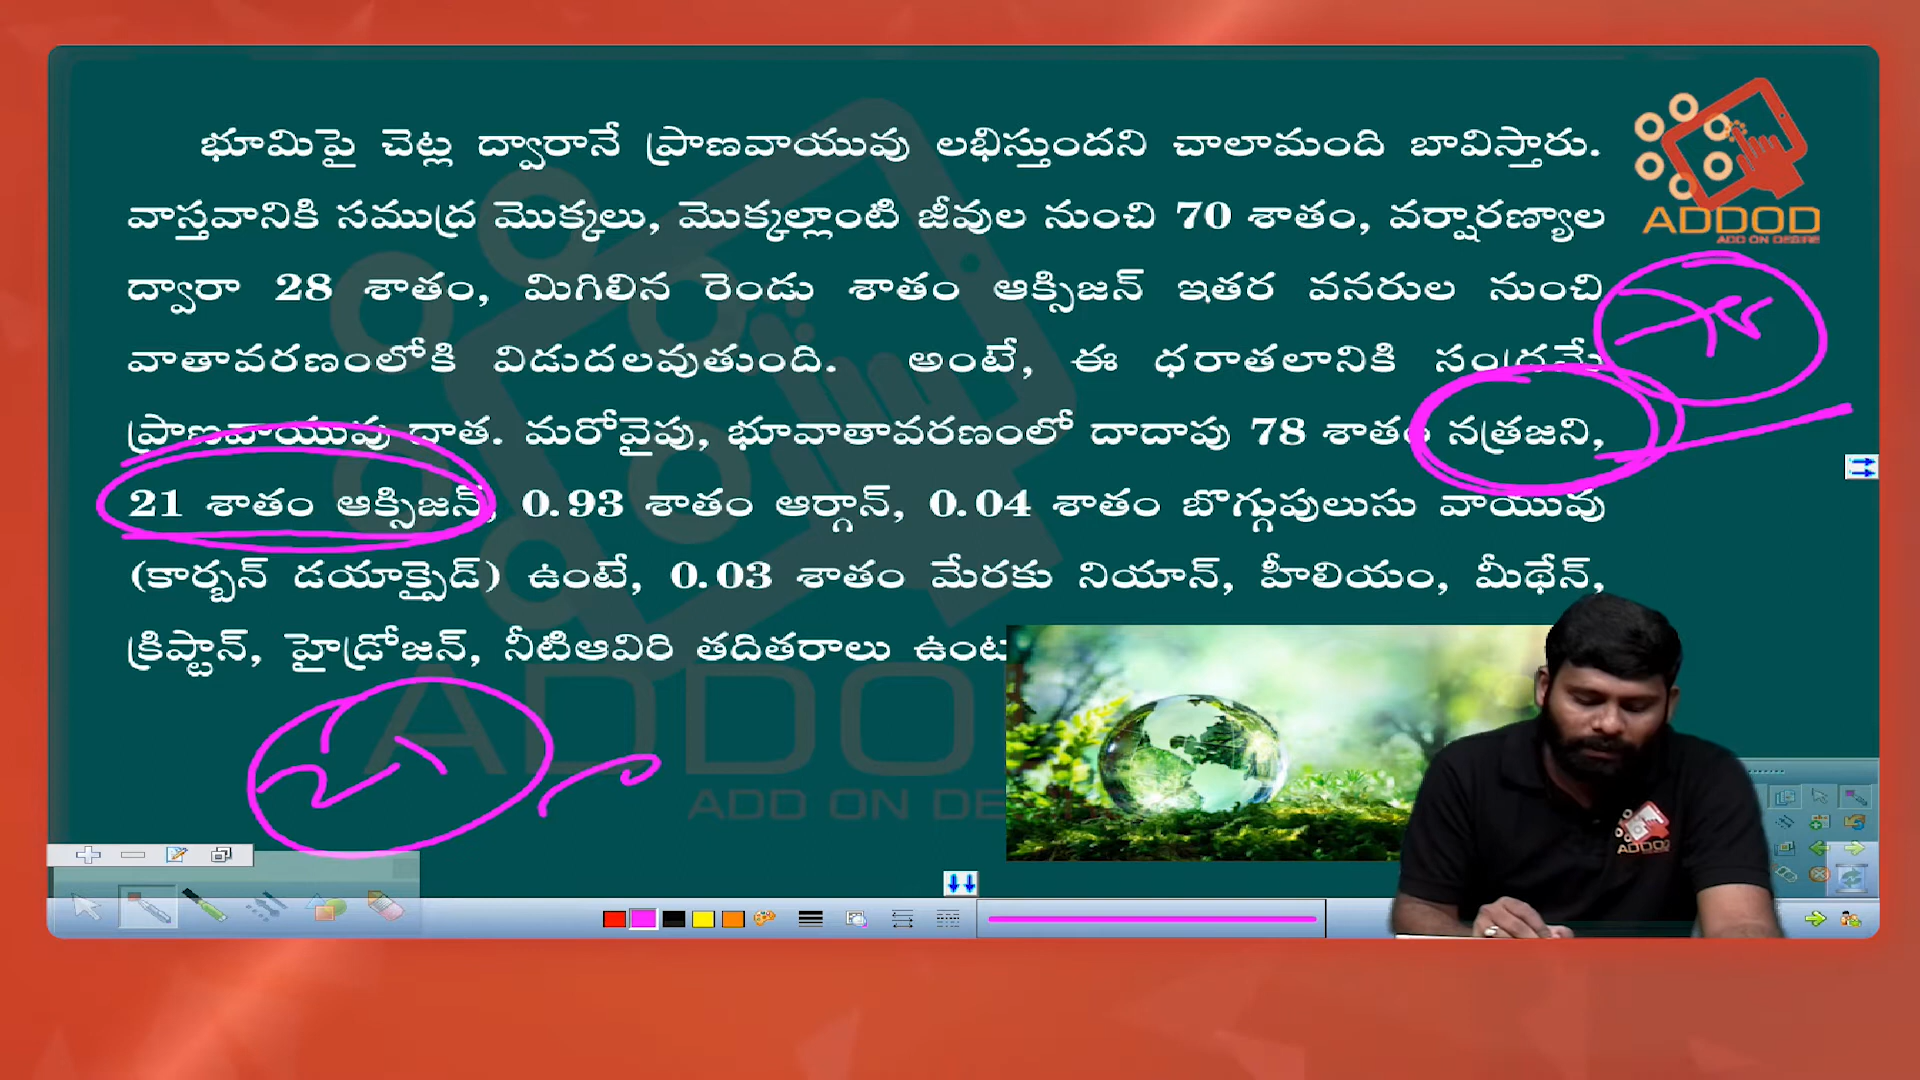 భూమిపై చెట్ల ద్వారానే ప్రాణవాయువు లభిస్తుందని చాలామంది బావిస్తారు.
వాస్తవానికి సముద్ర మొక్కలు, మొక్కల్లాంటి జీవుల నుంచి 70 శాతం, వర్షారణ్యాల
ద్వారా 28 శాతం, మిగిలిన రెండు శాతం ఆక్సిజన్ ఇతర వనరుల నుంచి
వాతావరణంలోకి విడుదలవుతుంది. అంటే, ఈ ధరాతలానికి
ప్రాణవాయువు దాత. మరోవైపు, భూవాతావరణంలో దాదాపు 78 శాతం నత్రజని,
21 శాతం ఆక్సిజన్, 0.93 శాతం ఆర్గాన్, 0.04 శాతం బొగ్గుపులుసు వాయువు
(కార్బన్ డయాక్సైడ్) ఉంటే, 0.03 శాతం మేరకు నియాన్, హీలియం, మీథేన్,
క్రిప్టాన్, హైడ్రోజన్, నీటిఆవిరి తదితరాలు
ADDOD
ADD ON DESIRE
ADDOD